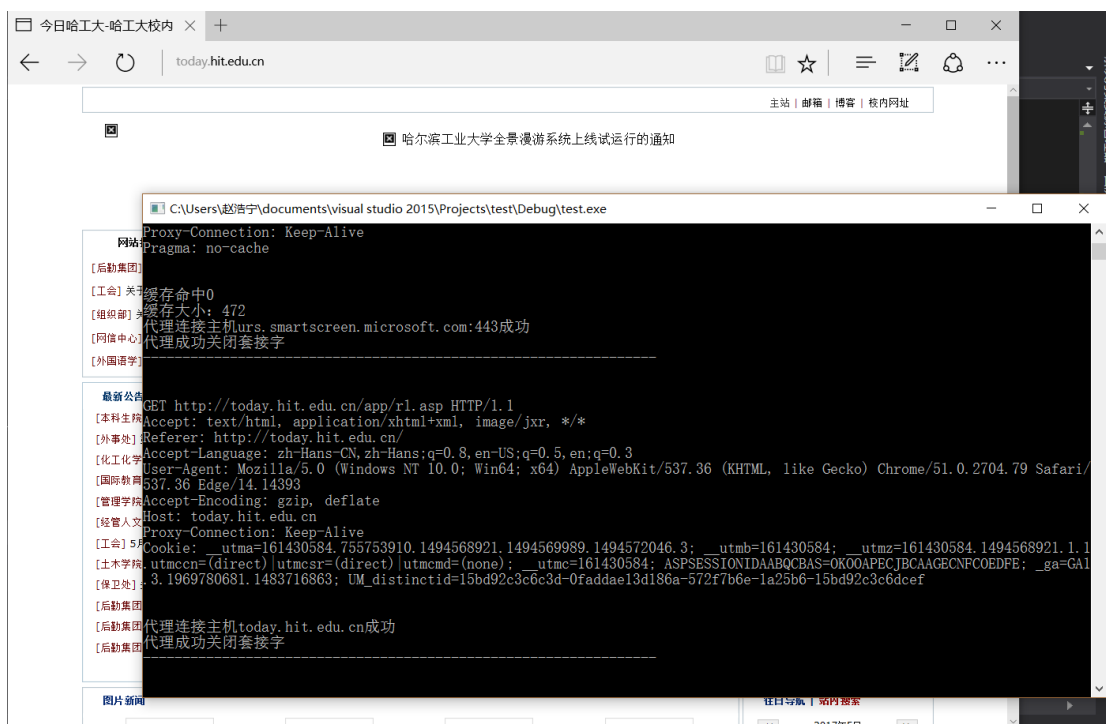 今日哈工大-哈工大校内
today.hit.edu.cn
主站 | 邮箱 | 博客 | 校内网址
哈尔滨工业大学全景漫游系统上线试运行的通知
C:\Users\赵浩宁\documents\visual studio 2015\Projects\test\Debug\test.exe
网站
[后勤集团]
[工会] 关于
[组织部]
[网信中心]
[外国语学]
最新公告
[本科生院
[外事处]
[化工化学
[国际教育
[管理学院
[经管人文
[工会] 5月
[土木学院
[保卫处]
[后勤集团
[后勤集团
[后勤集团
Proxy-Connection: Keep-Alive
Pragma: no-cache
缓存命中0
缓存大小: 472
代理连接主机urs.smartscreen.microsoft.com:443成功
代理成功关闭套接字
-----------------------------------------------------------------
GET http://today.hit.edu.cn/app/rl.asp HTTP/1.1
Accept: text/html, application/xhtml+xml, image/jxr, */*
Referer: http://today.hit.edu.cn/
Accept-Language: zh-Hans-CN,zh-Hans;q=0.8,en-US;q=0.5,en;q=0.3
User-Agent: Mozilla/5.0 (Windows NT 10.0; Win64; x64) AppleWebKit/537.36 (KHTML, like Gecko) Chrome/51.0.2704.79 Safari/
537.36 Edge/14.14393
Accept-Encoding: gzip, deflate
Host: today.hit.edu.cn
Proxy-Connection: Keep-Alive
Cookie: __utma=161430584.755753910.1494568921.1494569989.1494572046.3; __utmb=161430584; __utmz=161430584.1494568921.1.1
.utmccn=(direct)|utmcsr=(direct)|utmcmd=(none); __utmc=161430584; ASPSESSIONIDAABQCBAS=OKOOAPECJBCAAGECNFCOEDFE; _ga=GA1
.3.1969780681.1483716863; UM_distinctid=15bd92c3c6c3d-0faddae13d186a-572f7b6e-1a25b6-15bd92c3c6dcef
代理连接主机today.hit.edu.cn成功
代理成功关闭套接字
-----------------------------------------------------------------
图片新闻
往日导航 | 站内搜索
2017年5月